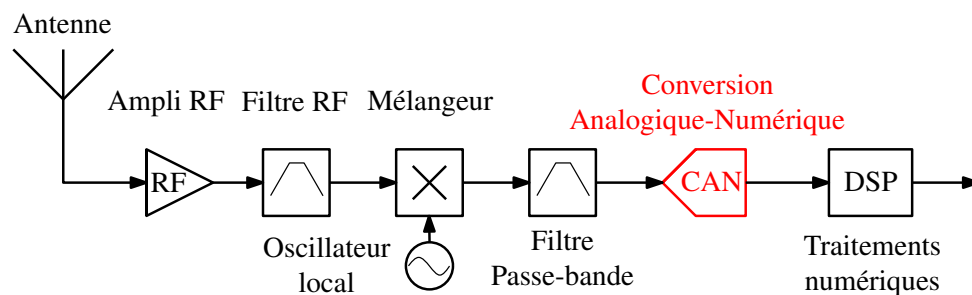 Antenne
Ampli RF
Filtre RF
Mélangeur
Conversion
Analogique-Numérique
RF
CAN
DSP
Oscillateur
local
Filtre
Passe-bande
Traitements
numériques